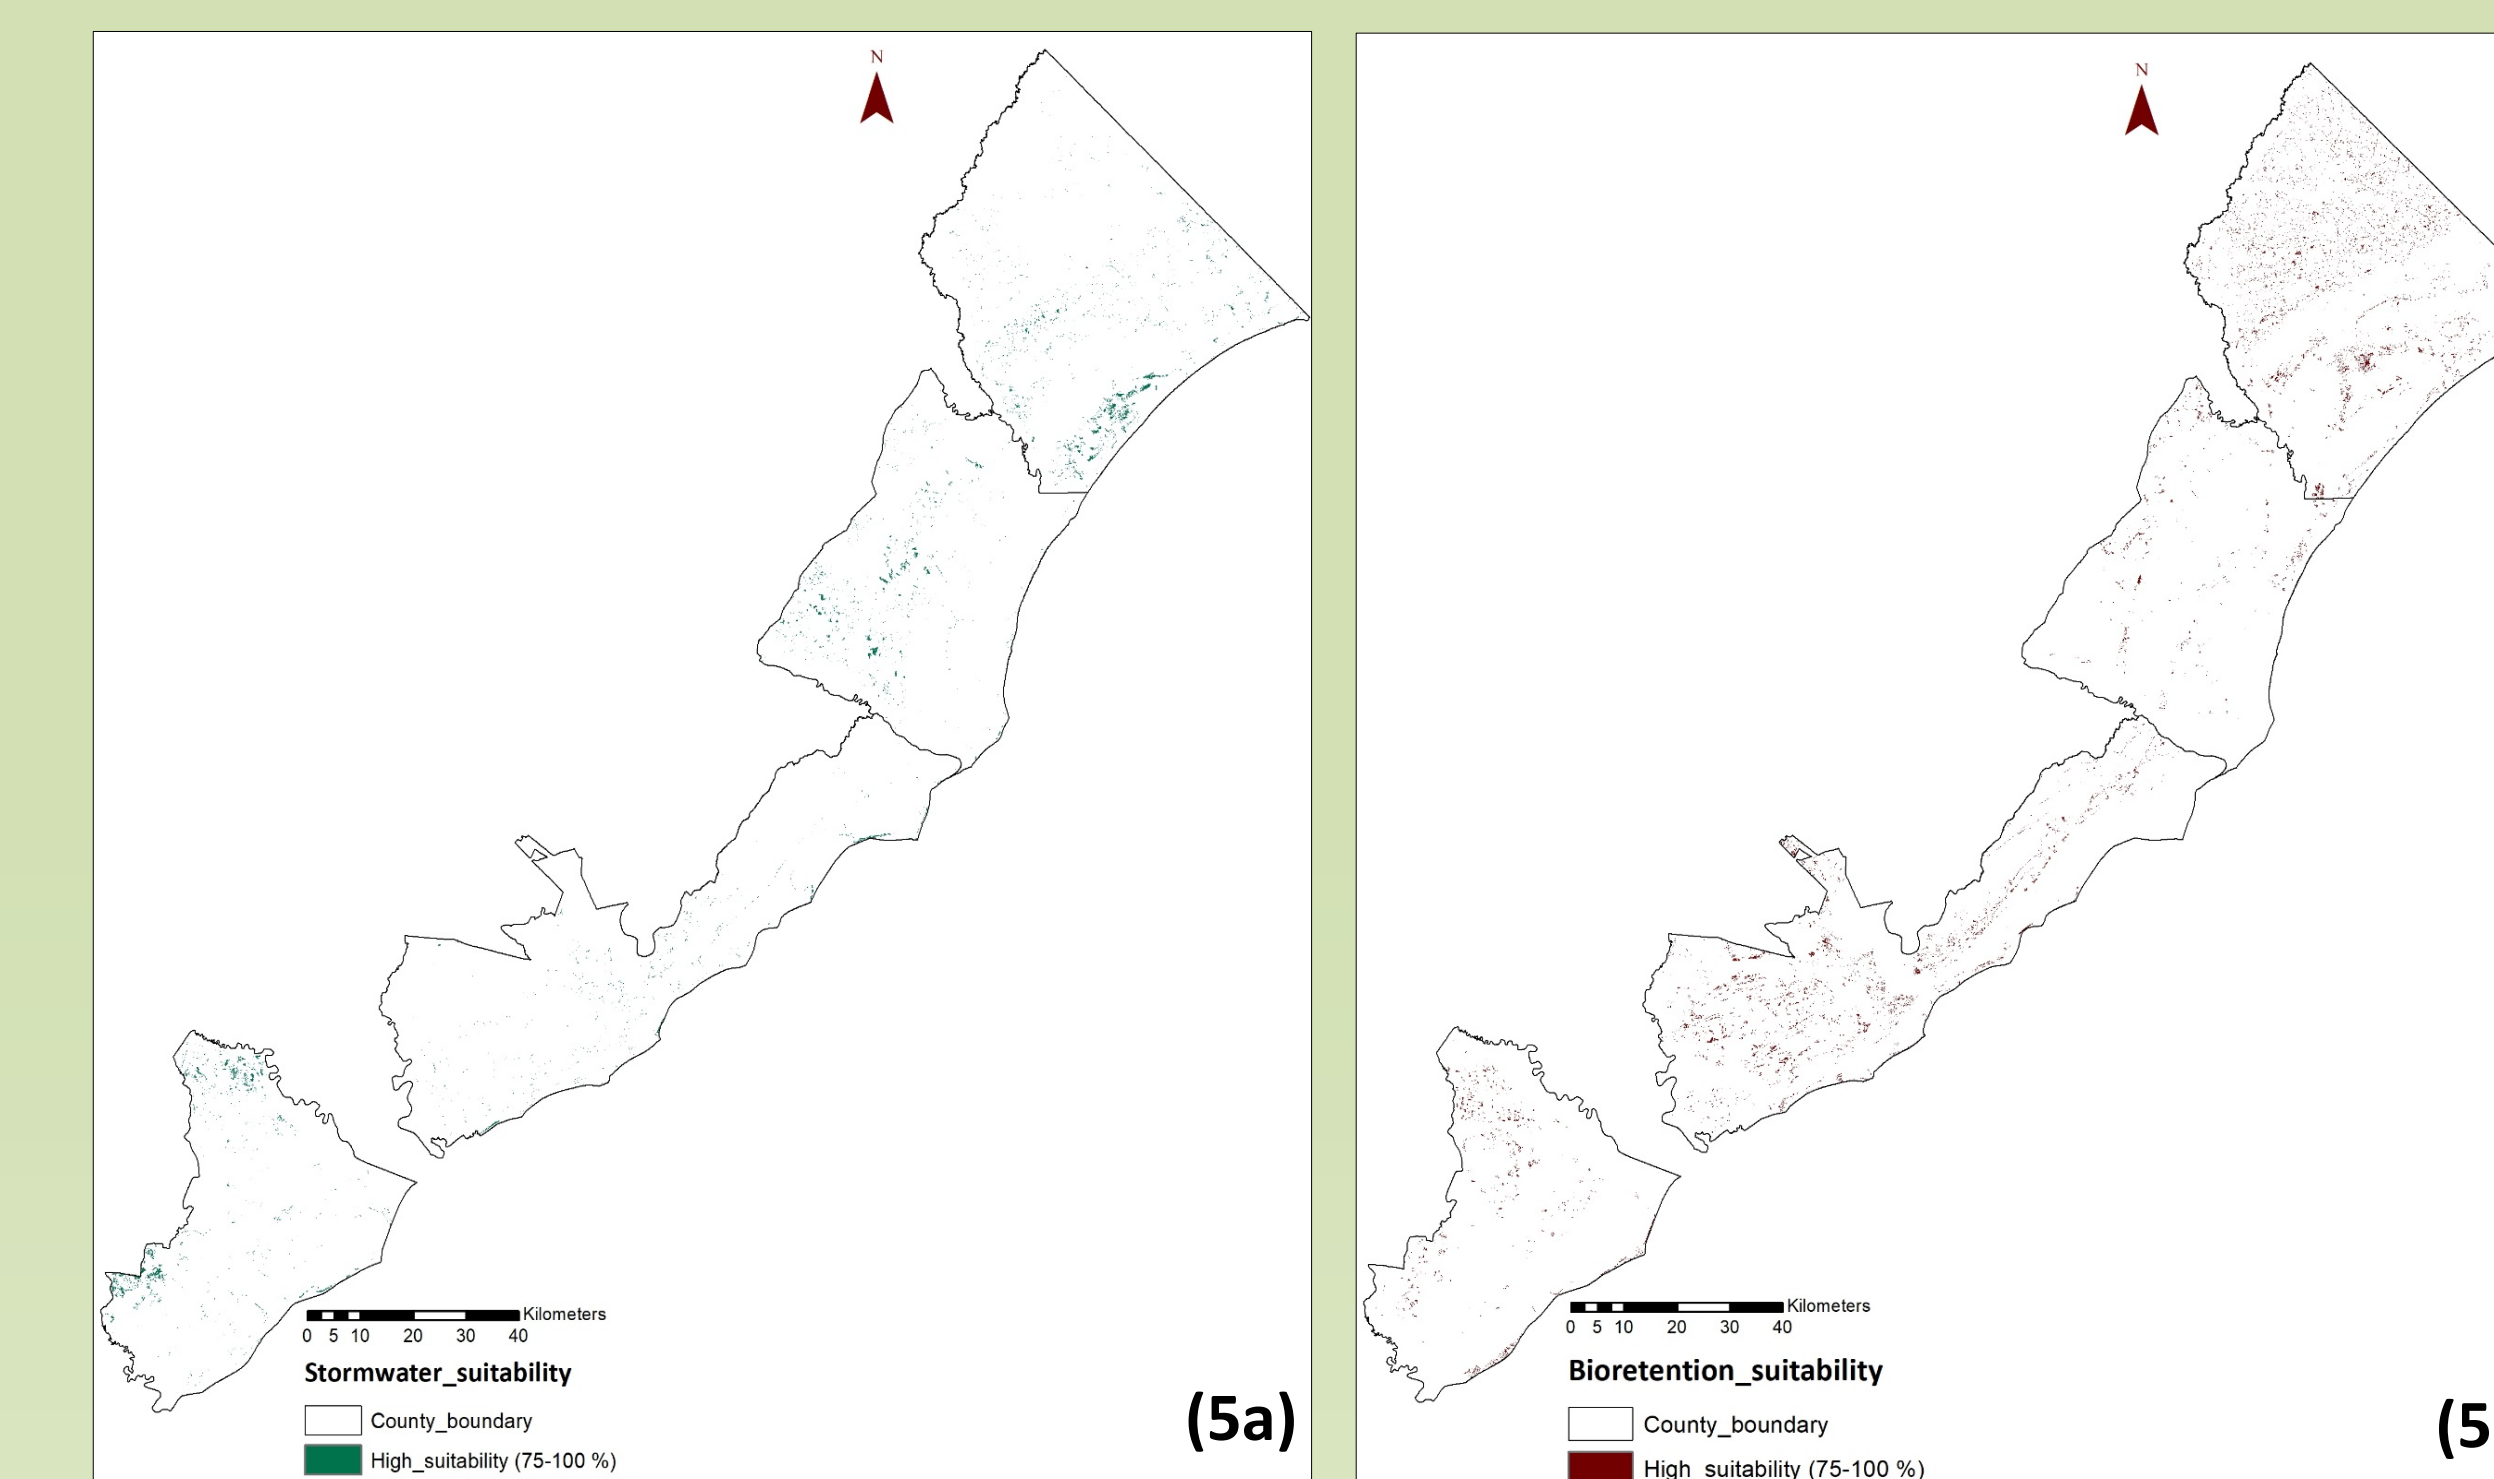 N
Kilometers
0 5 10 20 30 40
Stormwater_suitability
County_boundary
High_suitability (75-100 %)
(5a)
N
Kilometers
0 5 10 20 30 40
Bioretention_suitability
County_boundary
High_suitability (75-100 %)
(5